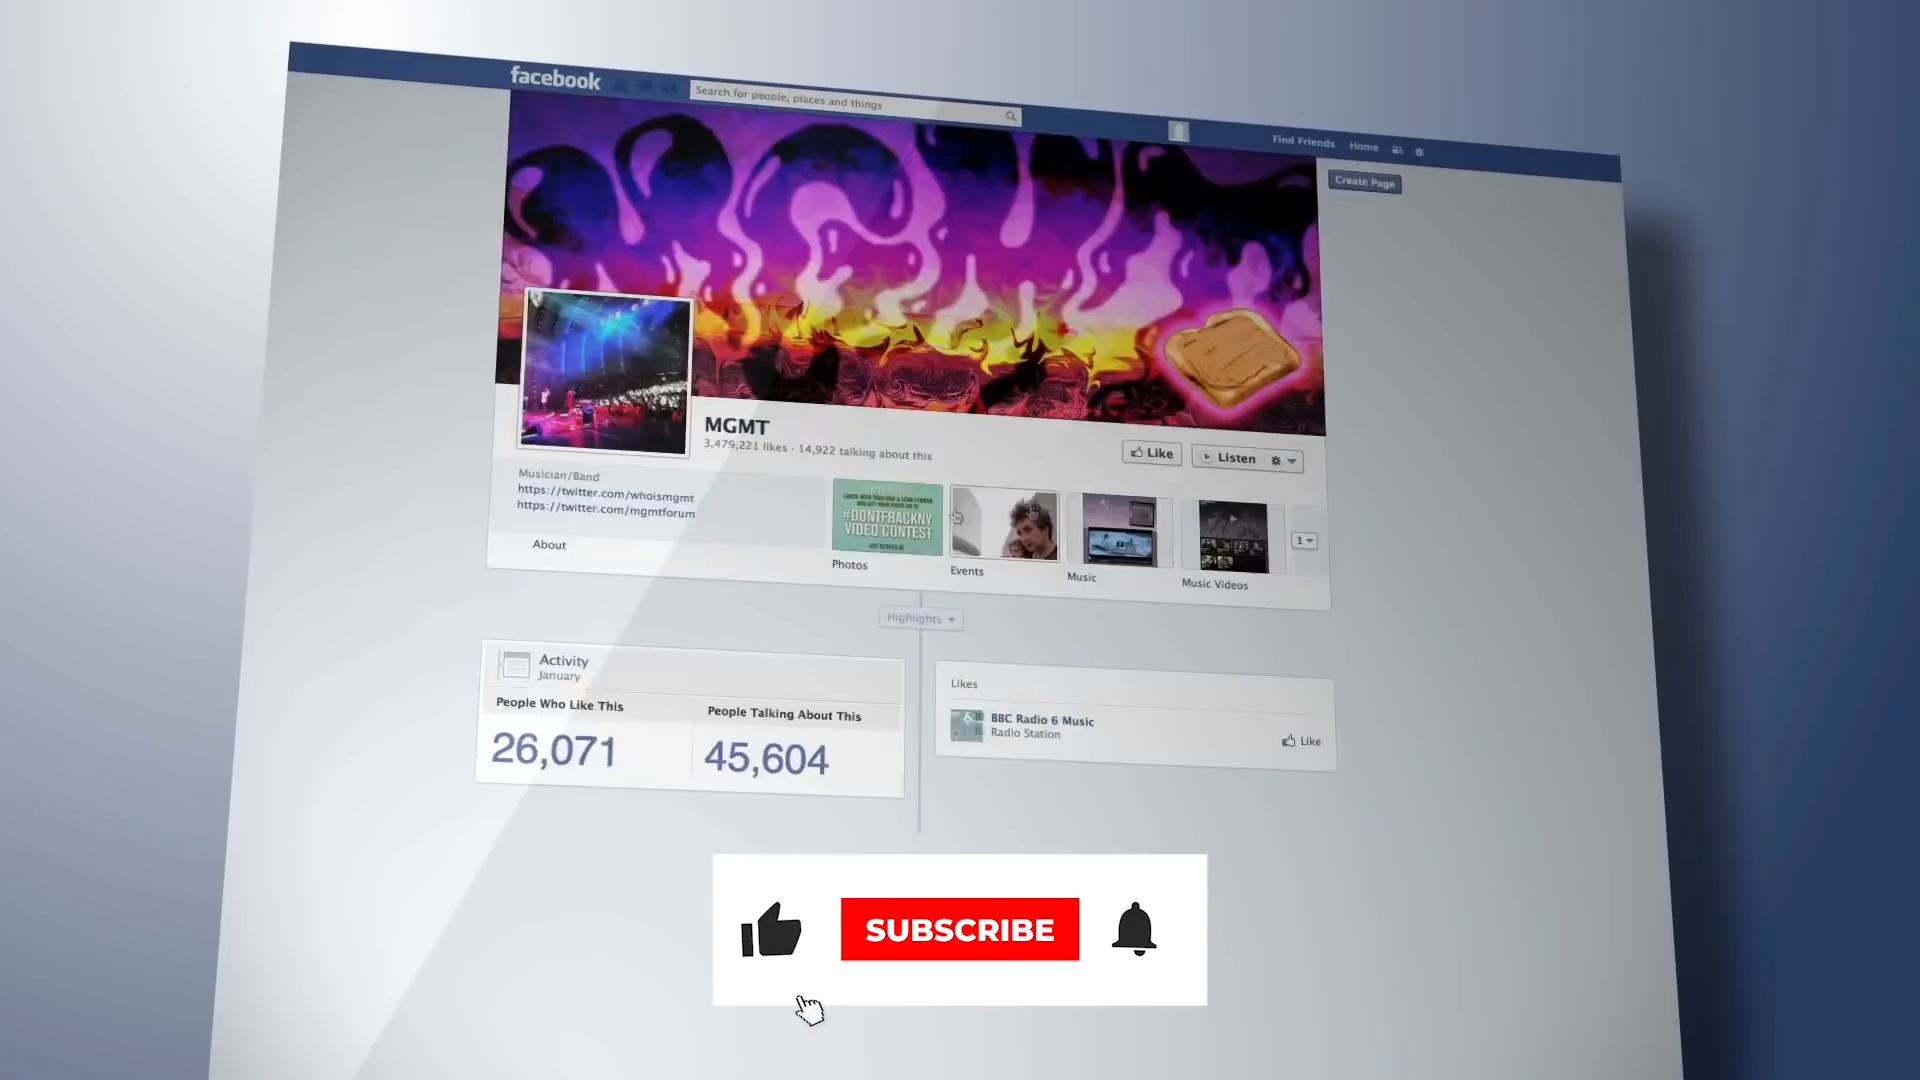 facebook
Search for people, places and things
Find Friends
Home
Create Page
MGMT
3,479,221 likes · 14,922 talking about this
Like
Listen
Musician/Band
https://twitter.com/whoismgmt
https://twitter.com/mgmtforum
About
#DONTFRACKNY
VIDEO CONTEST
Photos
Events
Music
Music Videos
1
Highlights
Activity
January
People Who Like This
People Talking About This
26,071
45,604
Likes
BBC Radio 6 Music
Radio Station
Like
SUBSCRIBE